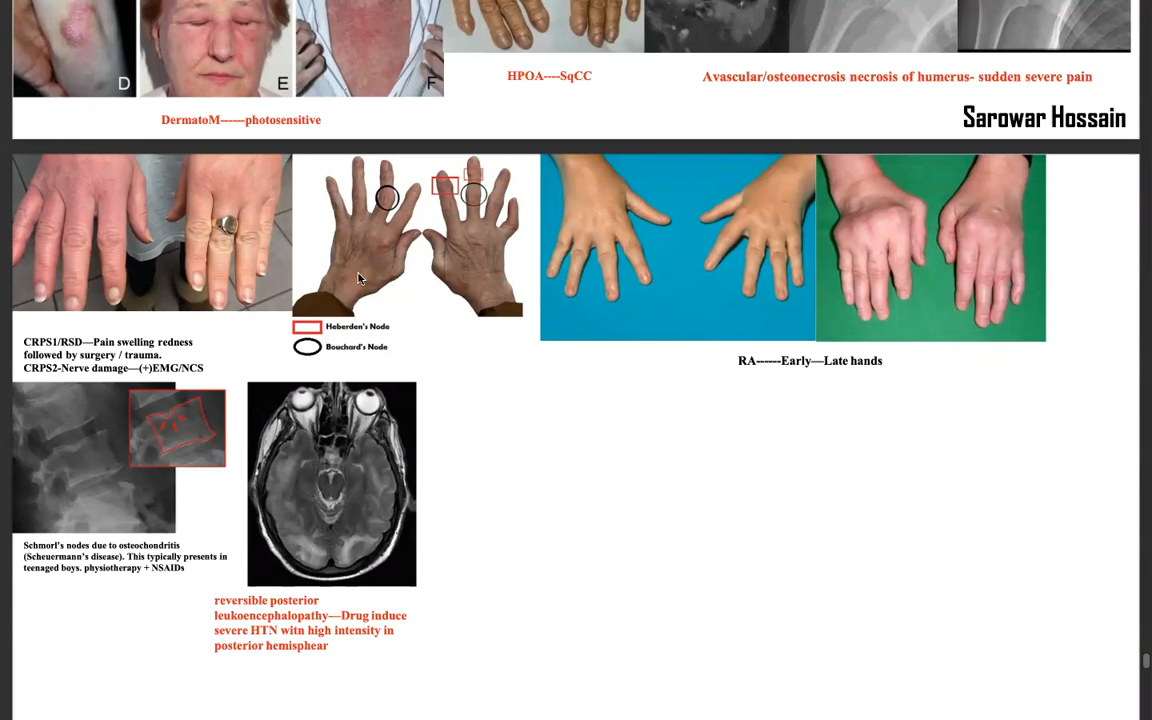 D
E
F
HPOA----SqCC
Avascular/osteonecrosis necrosis of humerus- sudden severe pain
DermatoM------photosensitive
Sarowar Hossain
Heberden's Node
Bouchard's Node
CRPS1/RSD—Pain swelling redness
followed by surgery / trauma.
CRPS2-Nerve damage—(+)EMG/NCS
RA------Early—Late hands
Schmorl's nodes due to osteochondritis
(Scheuermann's disease). This typically presents in
teenaged boys. physiotherapy + NSAIDs
reversible posterior
leukoencephalopathy—Drug induce
severe HTN witn high intensity in
posterior hemisphear